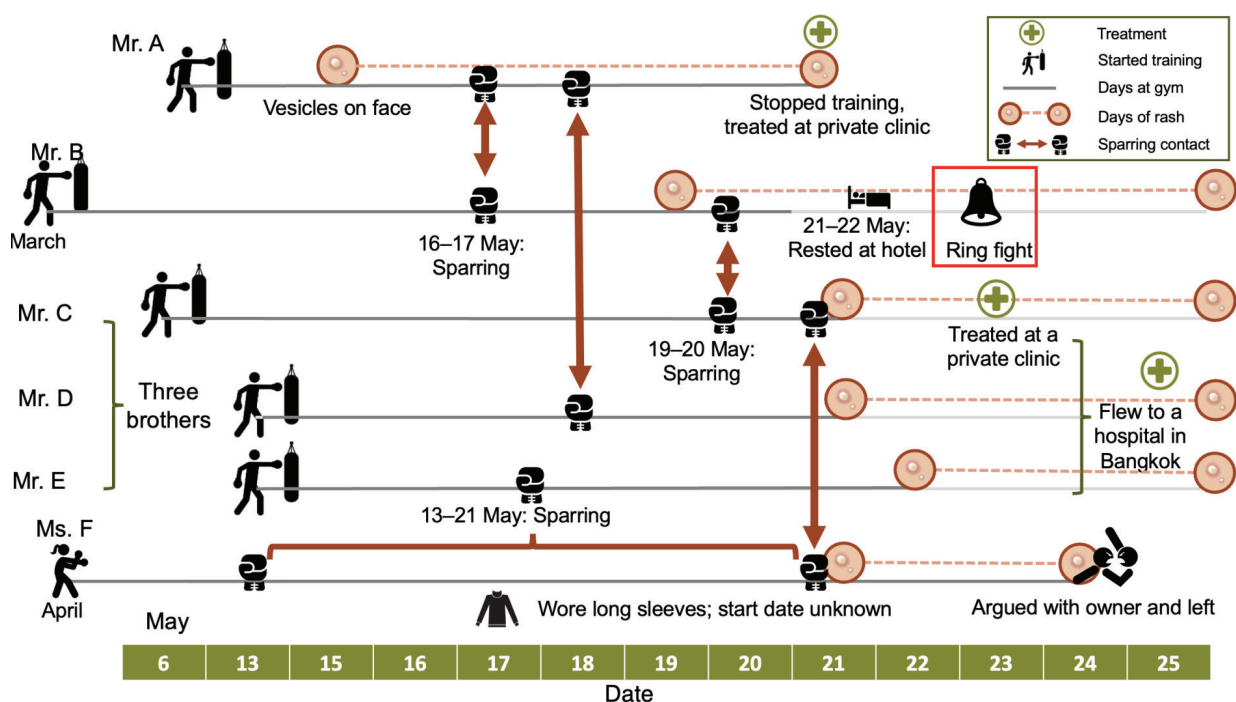 Mr. A
Vesicles on face
Stopped training,
treated at private clinic
Treatment
Started training
Days at gym
Days of rash
Sparring contact
Mr. B
March
16–17 May:
Sparring
21–22 May:
Rested at hotel
Ring fight
Mr. C
19–20 May:
Sparring
Treated at a
private clinic
Three
brothers
Mr. D
Flew to a
hospital in
Bangkok
Mr. E
13–21 May: Sparring
Ms. F
April
Wore long sleeves; start date unknown
Argued with owner and left
May
6 13 15 16 17 18 19 20 21 22 23 24 25
Date